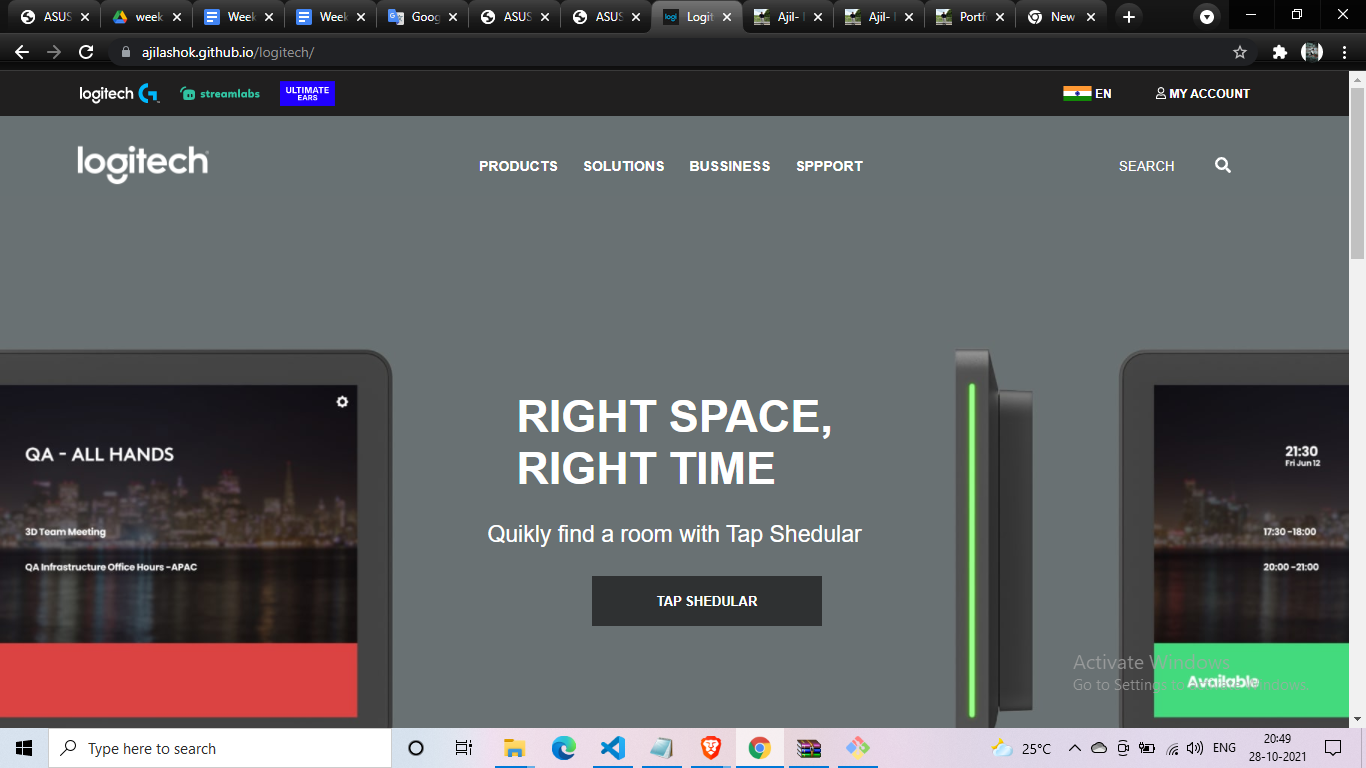 ASUS
week
Week
Week
Goog
ASUS
ASUS
logi
Logit
Ajil-
Ajil-
Portf
New
ajilashok.github.io/logitech/
logitech G
streamlabs
ULTIMATE
EARS
EN
MY ACCOUNT
logitech
PRODUCTS
SOLUTIONS
BUSSINESS
SPPPORT
SEARCH
RIGHT SPACE,
RIGHT TIME
Quikly find a room with Tap Shedular
TAP SHEDULAR
QA - ALL HANDS
3D Team Meeting
QA Infrastructure Office Hours -APAC
21:30
Fri Jun 12
17:30 -18:00
20:00 -21:00
Available
Activate Windows
Go to Settings to activate Windows.
Type here to search
25°C
ENG
20:49
28-10-2021